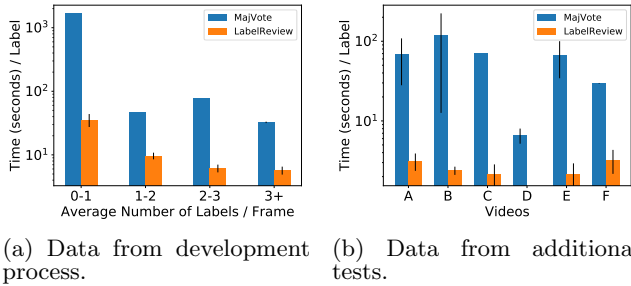 MajVote
LabelReview
10³
10²
10¹
Time (seconds) / Label
0-1 1-2 2-3 3+
Average Number of Labels / Frame
(a) Data from development
process.
MajVote
LabelReview
10²
10¹
Time (seconds) / Label
A B C D E F
Videos
(b) Data from additiona
tests.